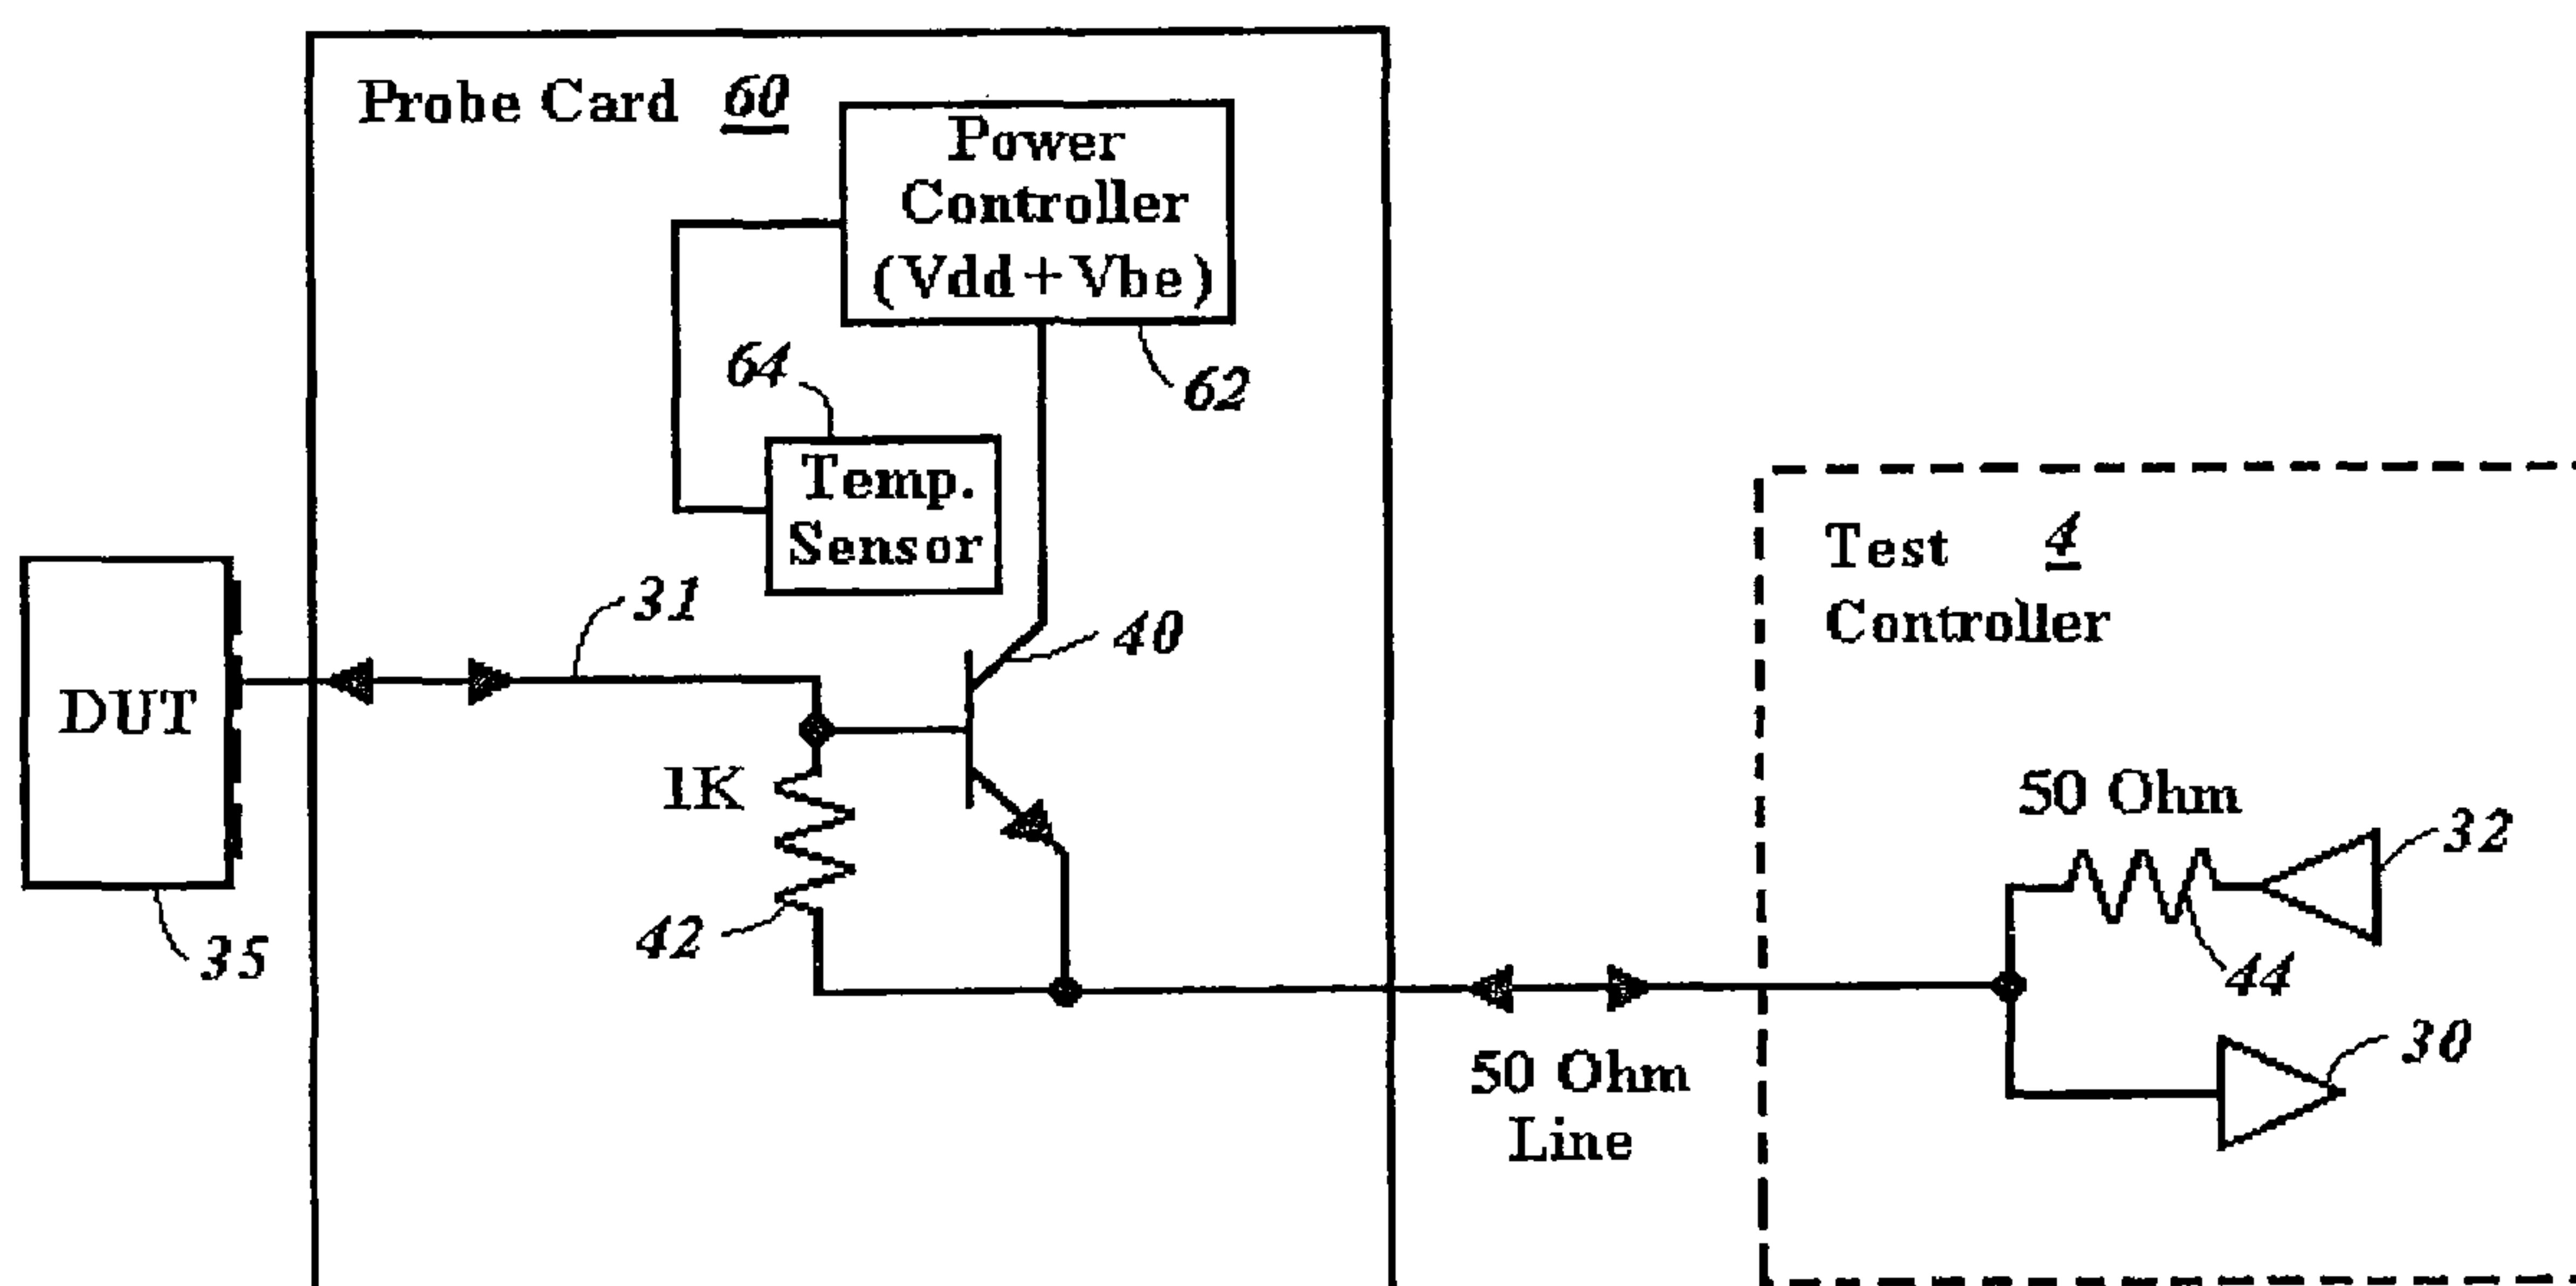 Probe Card 60
Power
Controller
(Vdd+Vbe)
64
62
Temp.
Sensor
31
40
DUT
35
1K
42
50 Ohm
Line
Test 4
Controller
50 Ohm
32
44
30